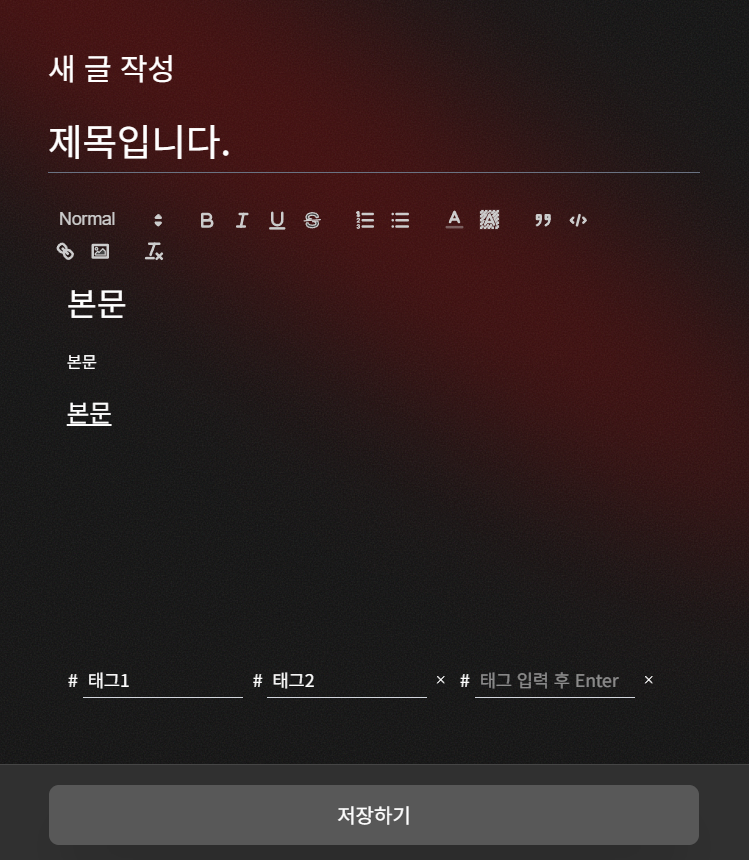 새 글 작성
제목입니다.
Normal
본문
본문
본문
# 태그1 # 태그2 × # 태그 입력 후 Enter ×
저장하기